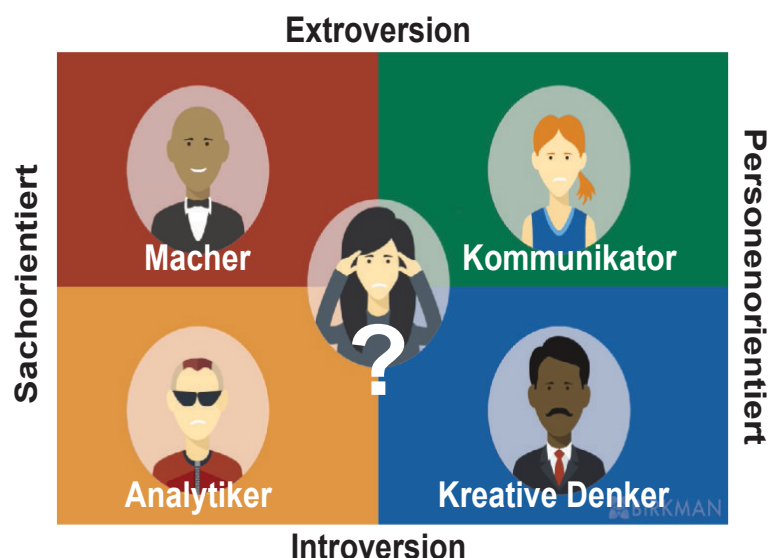 Extroversion
Sachorientiert
Personenorientiert
Macher
Kommunikator
?
Analytiker
Kreative Denker
BIRKMAN
Introversion